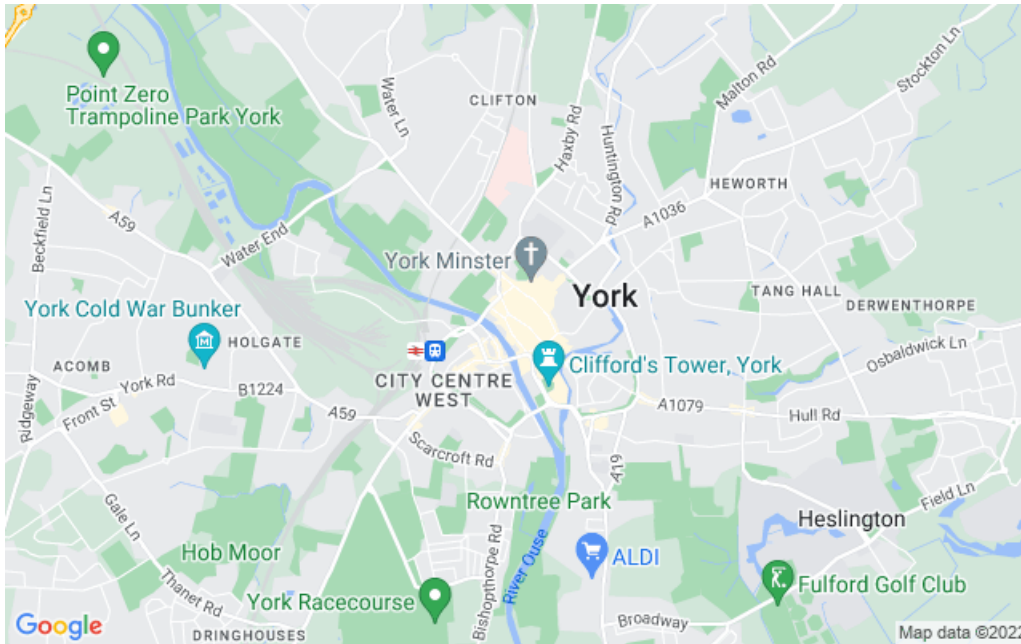 Point Zero
Trampoline Park York
CLIFTON
Water Ln
Haxby Rd
Huntington Rd
Malton Rd
Stockton Ln
HEWORTH
A1036
Beckfield Ln
A59
Water End
York Minster
York
TANG HALL
DERWENTHORPE
York Cold War Bunker
HOLGATE
Osbaldwick Ln
ACOMB
York Rd
B1224
CITY CENTRE
WEST
Clifford's Tower, York
Ridgeway
Front St
A59
A1079
Hull Rd
Scarcroft Rd
A19
Gale Ln
Rowntree Park
Field Ln
Heslington
Hob Moor
Bishopthorpe Rd
River Ouse
ALDI
Thanet Rd
York Racecourse
Fulford Golf Club
Broadway
DRINGHOUSES
Google
Map data ©2022